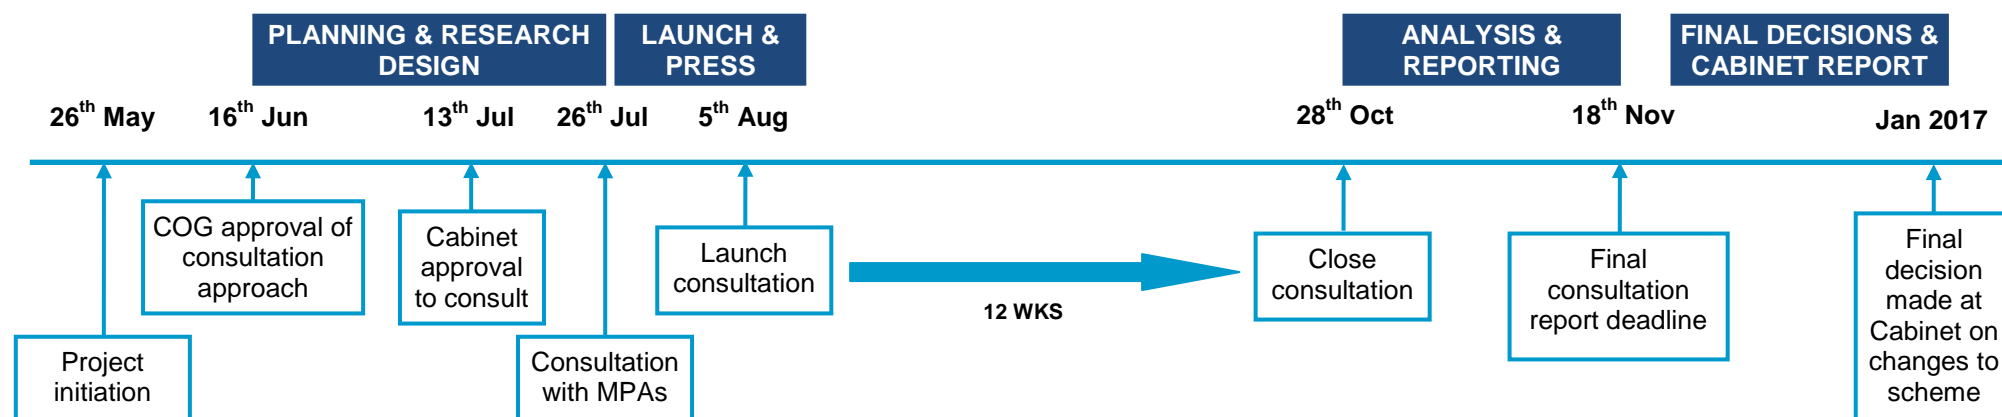 PLANNING & RESEARCH
DESIGN
LAUNCH &
PRESS
ANALYSIS &
REPORTING
FINAL DECISIONS &
CABINET REPORT
26th May
16th Jun
13th Jul
26th Jul
5th Aug
28th Oct
18th Nov
Jan 2017
Project
initiation
COG approval of
consultation
approach
Cabinet
approval
to consult
Consultation
with MPAs
Launch
consultation
12 WKS
Close
consultation
Final
consultation
report deadline
Final
decision
made at
Cabinet on
changes to
scheme